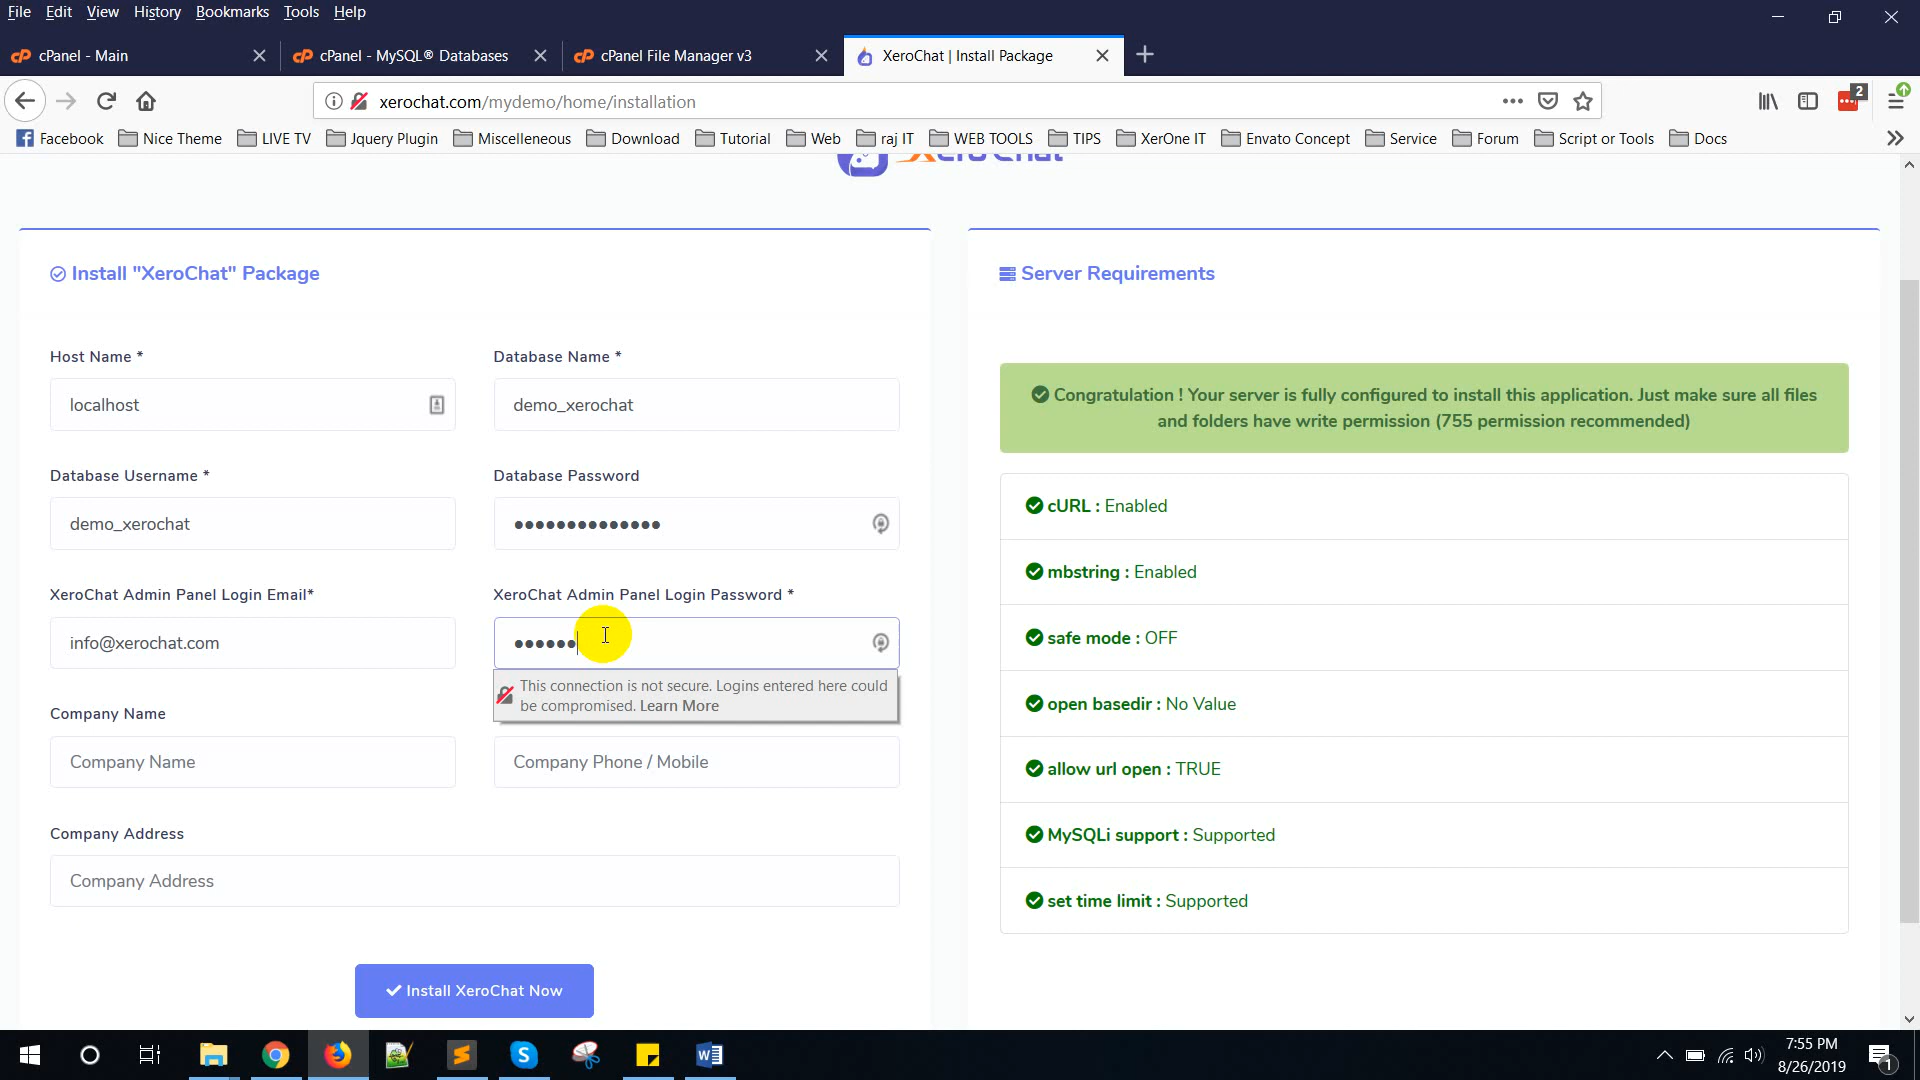 File Edit View History Bookmarks Tools Help
cPanel - Main
cPanel - MySQL® Databases
cPanel File Manager v3
XeroChat | Install Package
xerochat.com/mydemo/home/installation
2
Facebook Nice Theme LIVE TV Jquery Plugin Miscelleneous Download Tutorial Web raj IT WEB TOOLS TIPS XerOne IT Envato Concept Service Forum Script or Tools Docs
Xero Chat
Install "XeroChat" Package
Host Name *
Database Name *
localhost
demo_xerochat
Database Username *
Database Password
demo_xerochat
XeroChat Admin Panel Login Email*
XeroChat Admin Panel Login Password *
info@xerochat.com
This connection is not secure. Logins entered here could
be compromised. Learn More
Company Name
Company Name
Company Phone / Mobile
Company Address
Company Address
Install XeroChat Now
Server Requirements
Congratulation ! Your server is fully configured to install this application. Just make sure all files
and folders have write permission (755 permission recommended)
cURL : Enabled
mbstring : Enabled
safe mode : OFF
open basedir : No Value
allow url open : TRUE
MySQLi support : Supported
set time limit : Supported
7:55 PM
8/26/2019
1